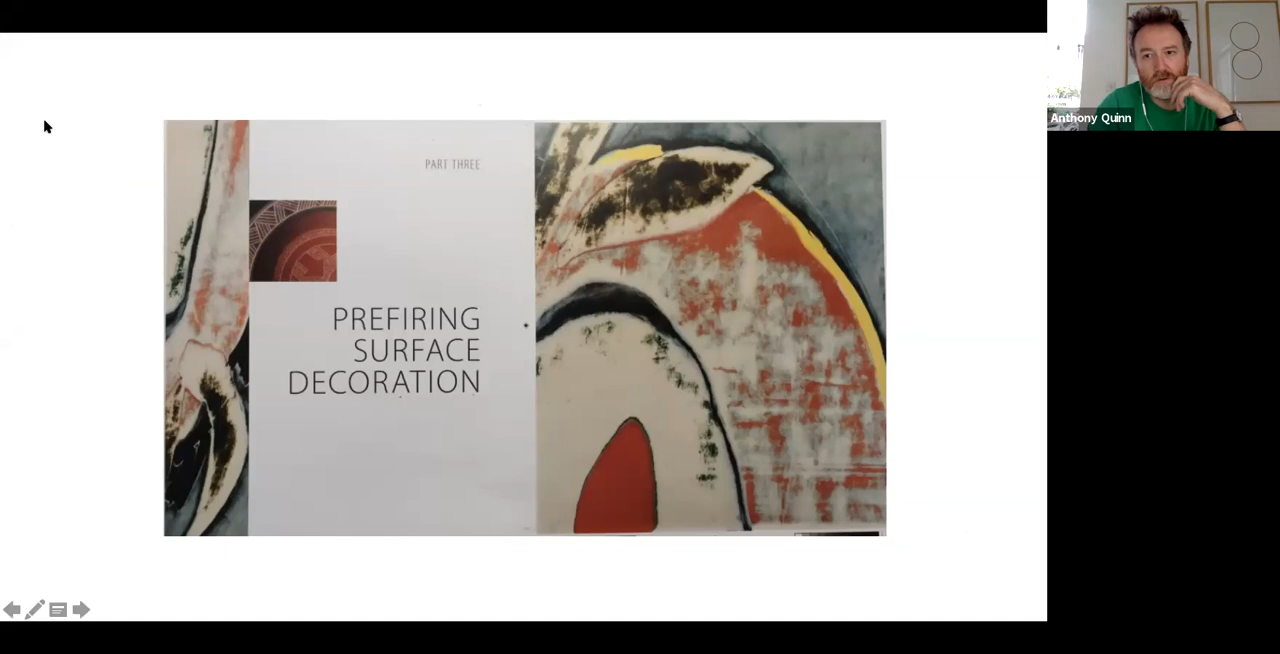 PART THREE
PREFIRING
SURFACE
DECORATION
Anthony Quinn